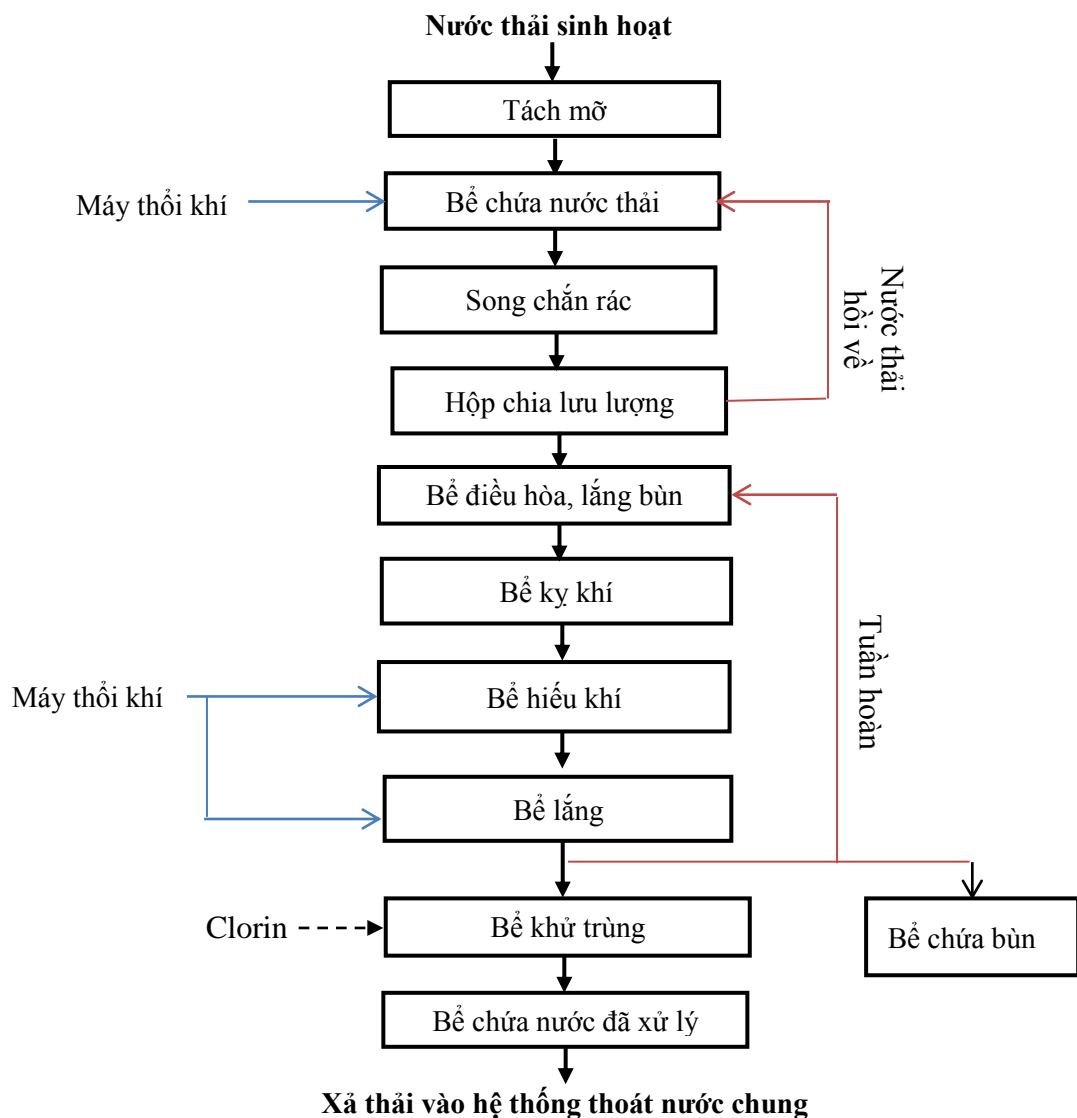 Nước thải sinh hoạt
Tách mỡ
Máy thổi khí
Bể chứa nước thải
Song chắn rác
Nước thải
hồi về
Hộp chia lưu lượng
Bể điều hòa, lắng bùn
Bể kỵ khí
Tuần hoàn
Máy thổi khí
Bể hiếu khí
Bể lắng
Clorin
Bể khử trùng
Bể chứa bùn
Bể chứa nước đã xử lý
Xả thải vào hệ thống thoát nước chung